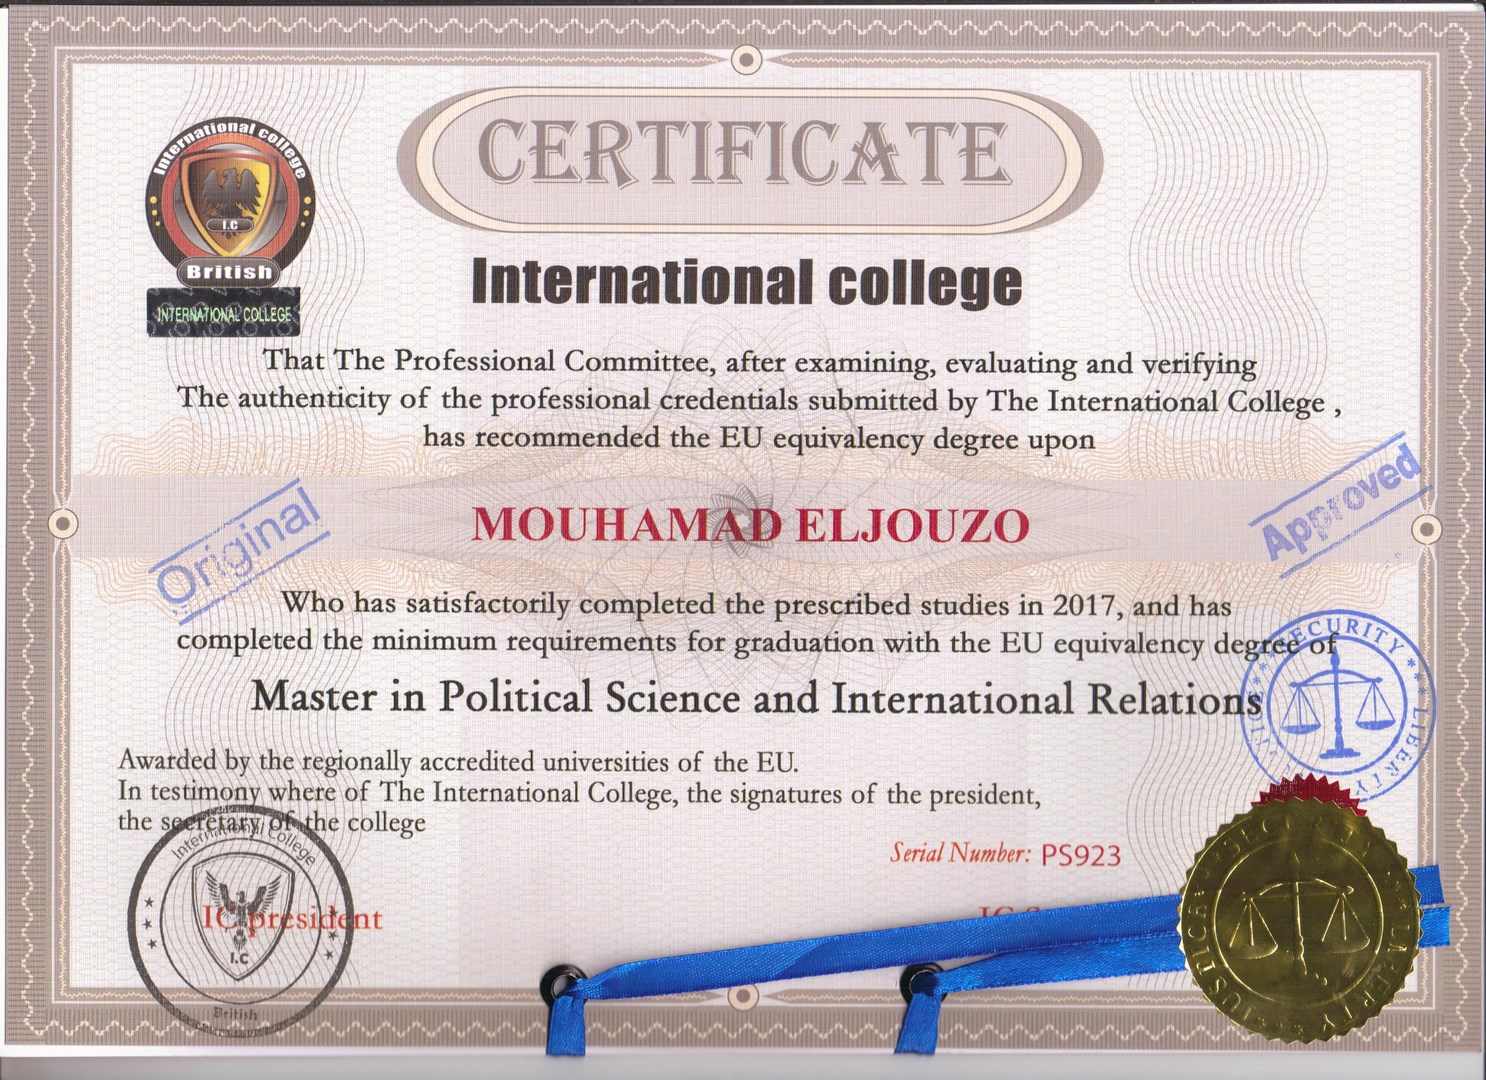 CERTIFICATE
International college
I.C
British
INTERNATIONAL COLLEGE
International college
That The Professional Committee, after examining, evaluating and verifying
The authenticity of the professional credentials submitted by The International College ,
has recommended the EU equivalency degree upon
Original
Approved
MOUHAMAD ELJOUZO
Who has satisfactorily completed the prescribed studies in 2017, and has
completed the minimum requirements for graduation with the EU equivalency degree of
Master in Political Science and International Relations
SECURITY
LIBERTY
Awarded by the regionally accredited universities of the EU.
In testimony where of The International College, the signatures of the president,
the secretary of the college
Serial Number: PS923
International College
IC president
I.C
British
IC